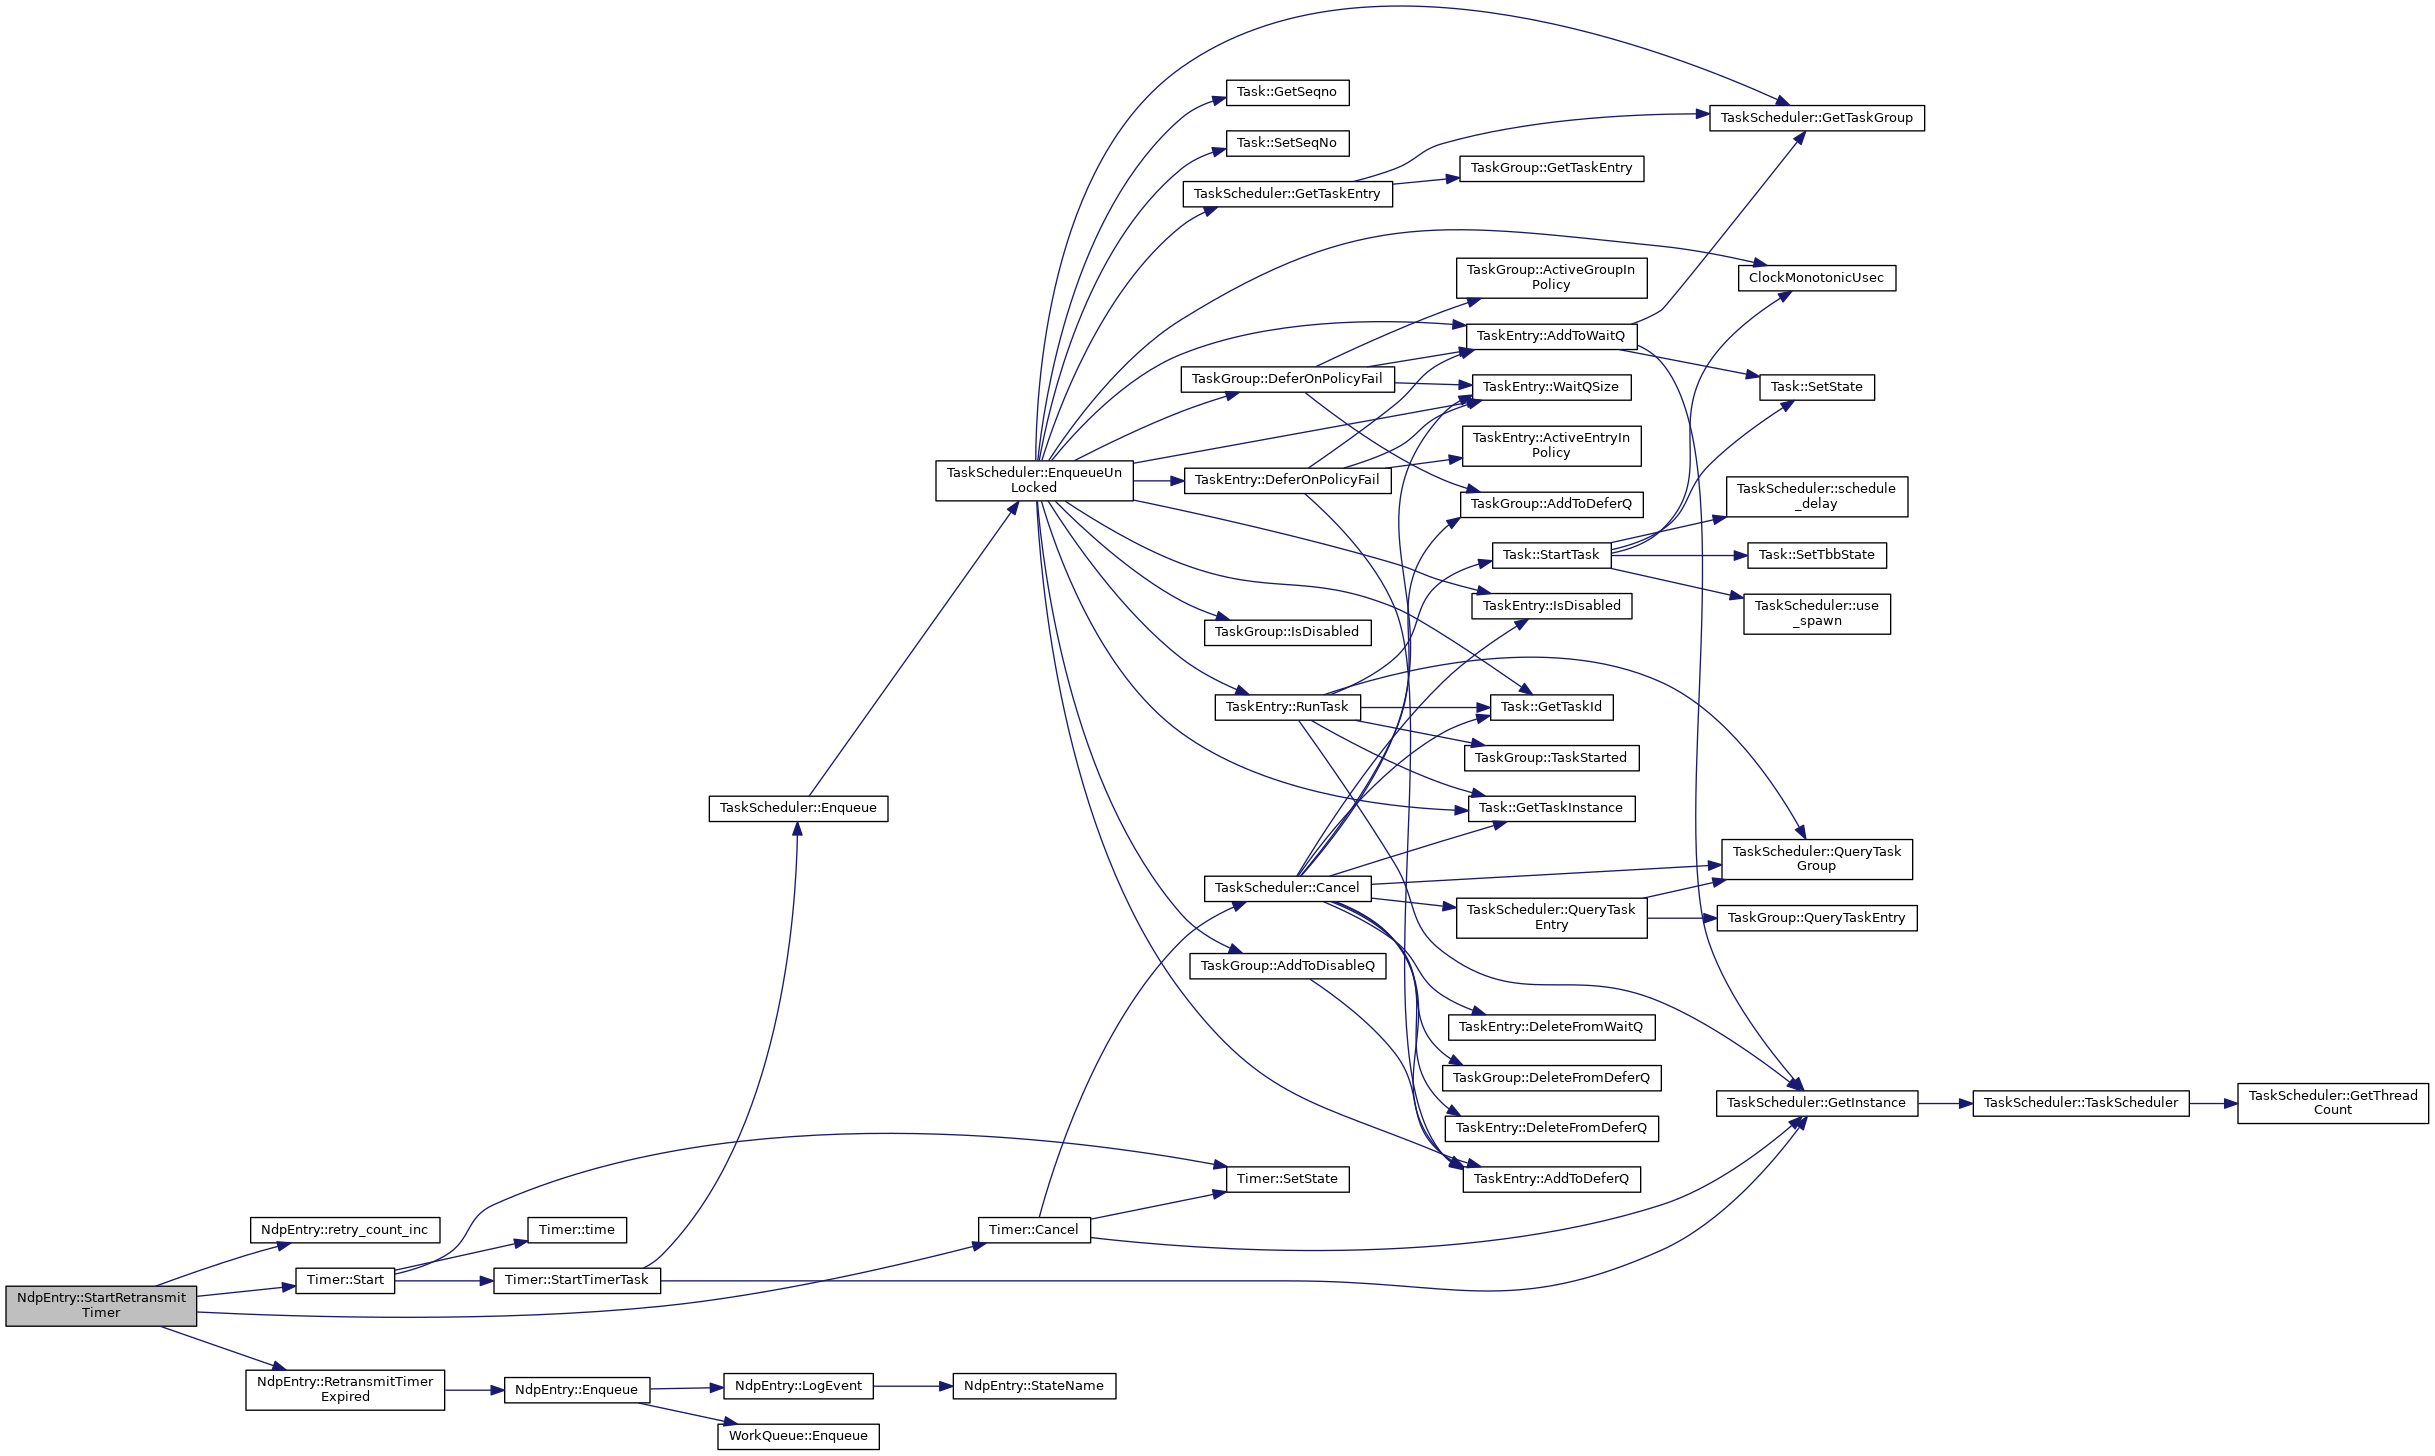 Task::GetSeqno
TaskScheduler::GetTaskGroup
Task::SetSeqNo
TaskGroup::GetTaskEntry
TaskScheduler::GetTaskEntry
TaskGroup::ActiveGroupIn
Policy
ClockMonotonicUsec
TaskEntry::AddToWaitQ
TaskGroup::DeferOnPolicyFail
TaskEntry::WaitQSize
Task::SetState
TaskEntry::ActiveEntryIn
Policy
TaskScheduler::EnqueueUn
Locked
TaskEntry::DeferOnPolicyFail
TaskGroup::AddToDeferQ
TaskScheduler::schedule
_delay
Task::StartTask
Task::SetTbbState
TaskEntry::IsDisabled
TaskScheduler::use
_spawn
TaskGroup::IsDisabled
TaskEntry::RunTask
Task::GetTaskId
TaskGroup::TaskStarted
TaskScheduler::Enqueue
Task::GetTaskInstance
TaskScheduler::QueryTask
Group
TaskScheduler::Cancel
TaskScheduler::QueryTask
Entry
TaskGroup::QueryTaskEntry
TaskGroup::AddToDisableQ
TaskEntry::DeleteFromWaitQ
TaskGroup::DeleteFromDeferQ
TaskScheduler::GetInstance
TaskScheduler::TaskScheduler
TaskScheduler::GetThread
Count
TaskEntry::DeleteFromDeferQ
Timer::SetState
TaskEntry::AddToDeferQ
NdpEntry::retry_count_inc
Timer::time
Timer::Cancel
Timer::Start
Timer::StartTimerTask
NdpEntry::StartRetransmit
Timer
NdpEntry::RetransmitTimer
Expired
NdpEntry::Enqueue
NdpEntry::LogEvent
NdpEntry::StateName
WorkQueue::Enqueue